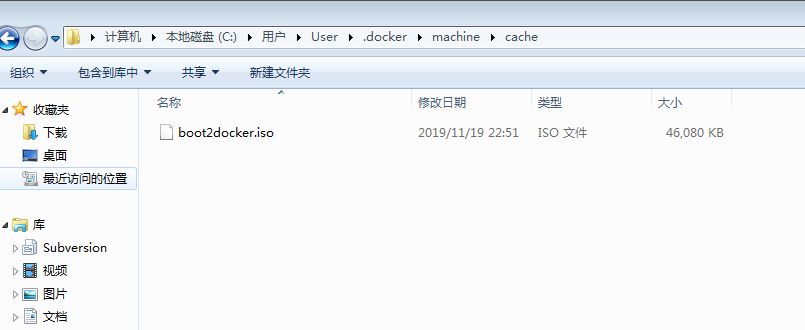 计算机 本地磁盘 (C:) 用户 User .docker machine cache
组织 包含到库中 共享 新建文件夹
名称 修改日期 类型 大小
boot2docker.iso 2019/11/19 22:51 ISO 文件 46,080 KB
收藏夹
下载
桌面
最近访问的位置
库
Subversion
视频
图片
文档